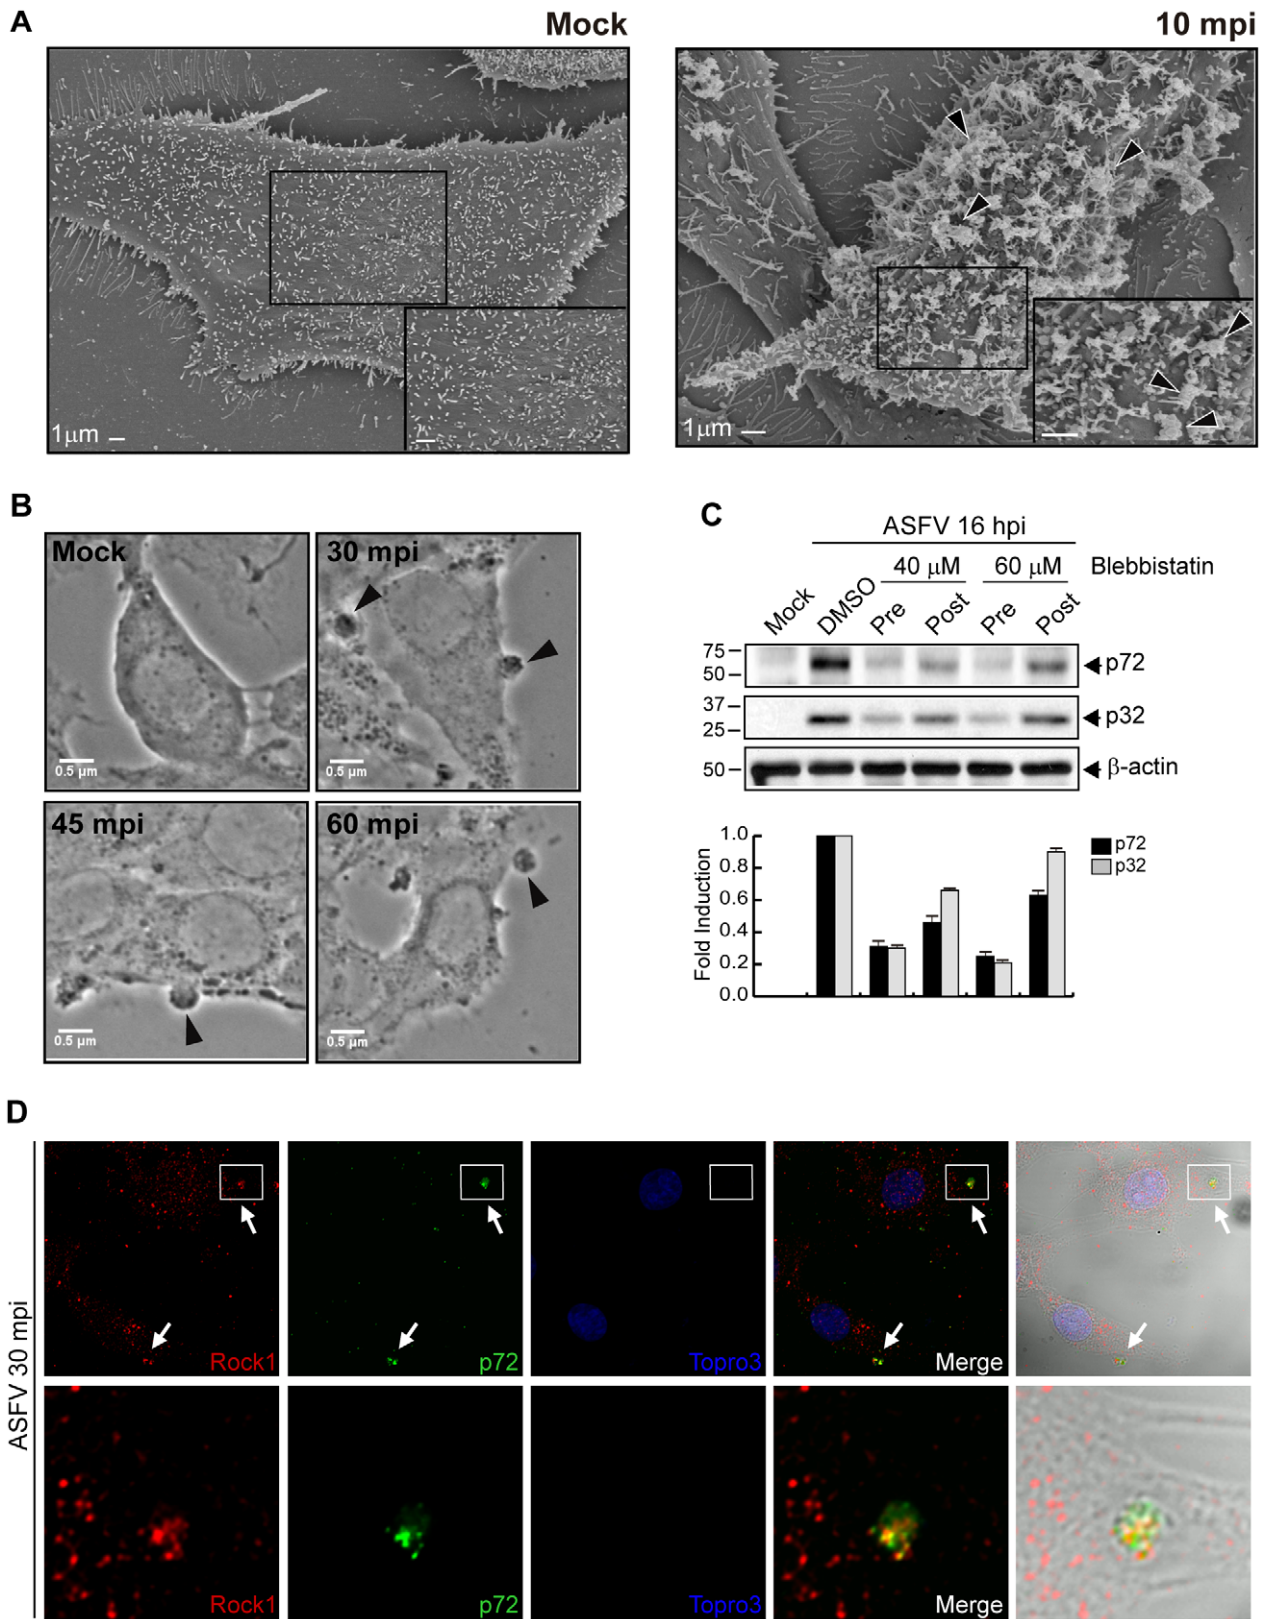 A
Mock
10 mpi
1μm
1μm
B
Mock
30 mpi
0.5 μm
0.5 μm
45 mpi
60 mpi
0.5 μm
0.5 μm
C
ASFV 16 hpi
40 μM
60 μM
Blebbistatin
Mock
DMSO
Pre
Post
Pre
Post
75
50
p72
37
25
p32
50
β-actin
1.0
0.8
0.6
0.4
0.2
0.0
Fold Induction
p72
p32
D
ASFV 30 mpi
Rock1
p72
Topro3
Merge
Rock1
p72
Topro3
Merge